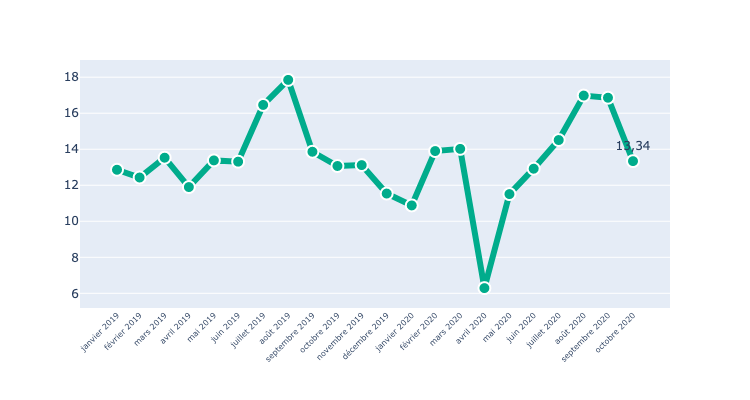 18
16
14
12
10
8
6
13,34
janvier 2019
février 2019
mars 2019
avril 2019
mai 2019
juin 2019
juillet 2019
août 2019
septembre 2019
octobre 2019
novembre 2019
décembre 2019
janvier 2020
février 2020
mars 2020
avril 2020
mai 2020
juin 2020
juillet 2020
août 2020
septembre 2020
octobre 2020